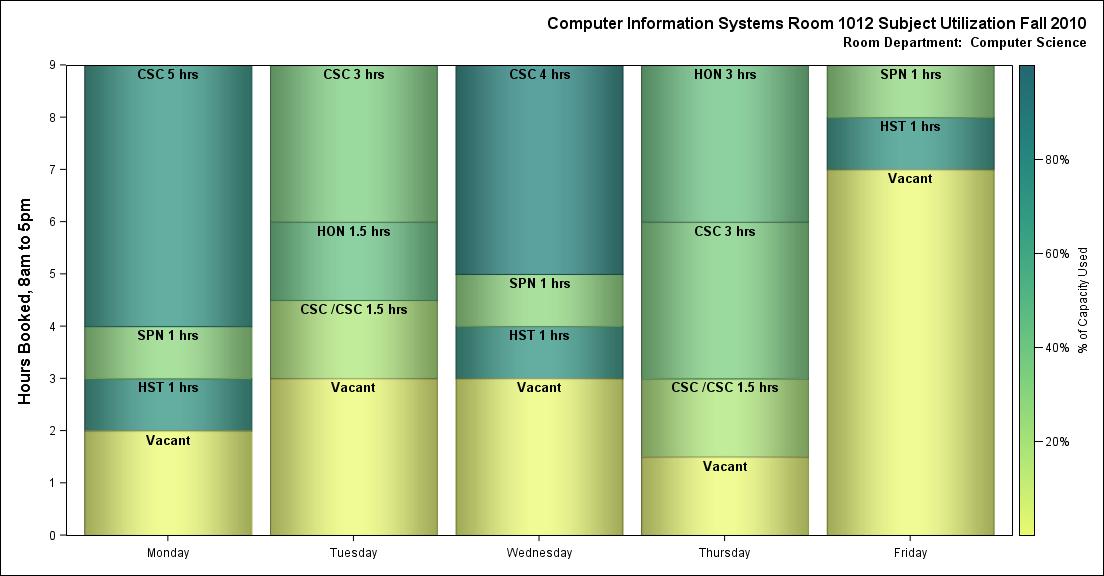 Computer Information Systems Room 1012 Subject Utilization Fall 2010
Room Department:  Computer Science
Hours Booked, 8am to 5pm
9
8
7
6
5
4
3
2
1
0
CSC 5 hrs
SPN 1 hrs
HST 1 hrs
Vacant
CSC 3 hrs
HON 1.5 hrs
CSC /CSC 1.5 hrs
Vacant
CSC 4 hrs
SPN 1 hrs
HST 1 hrs
Vacant
HON 3 hrs
CSC 3 hrs
CSC /CSC 1.5 hrs
Vacant
SPN 1 hrs
HST 1 hrs
Vacant
Monday
Tuesday
Wednesday
Thursday
Friday
80%
60%
40%
20%
% of Capacity Used